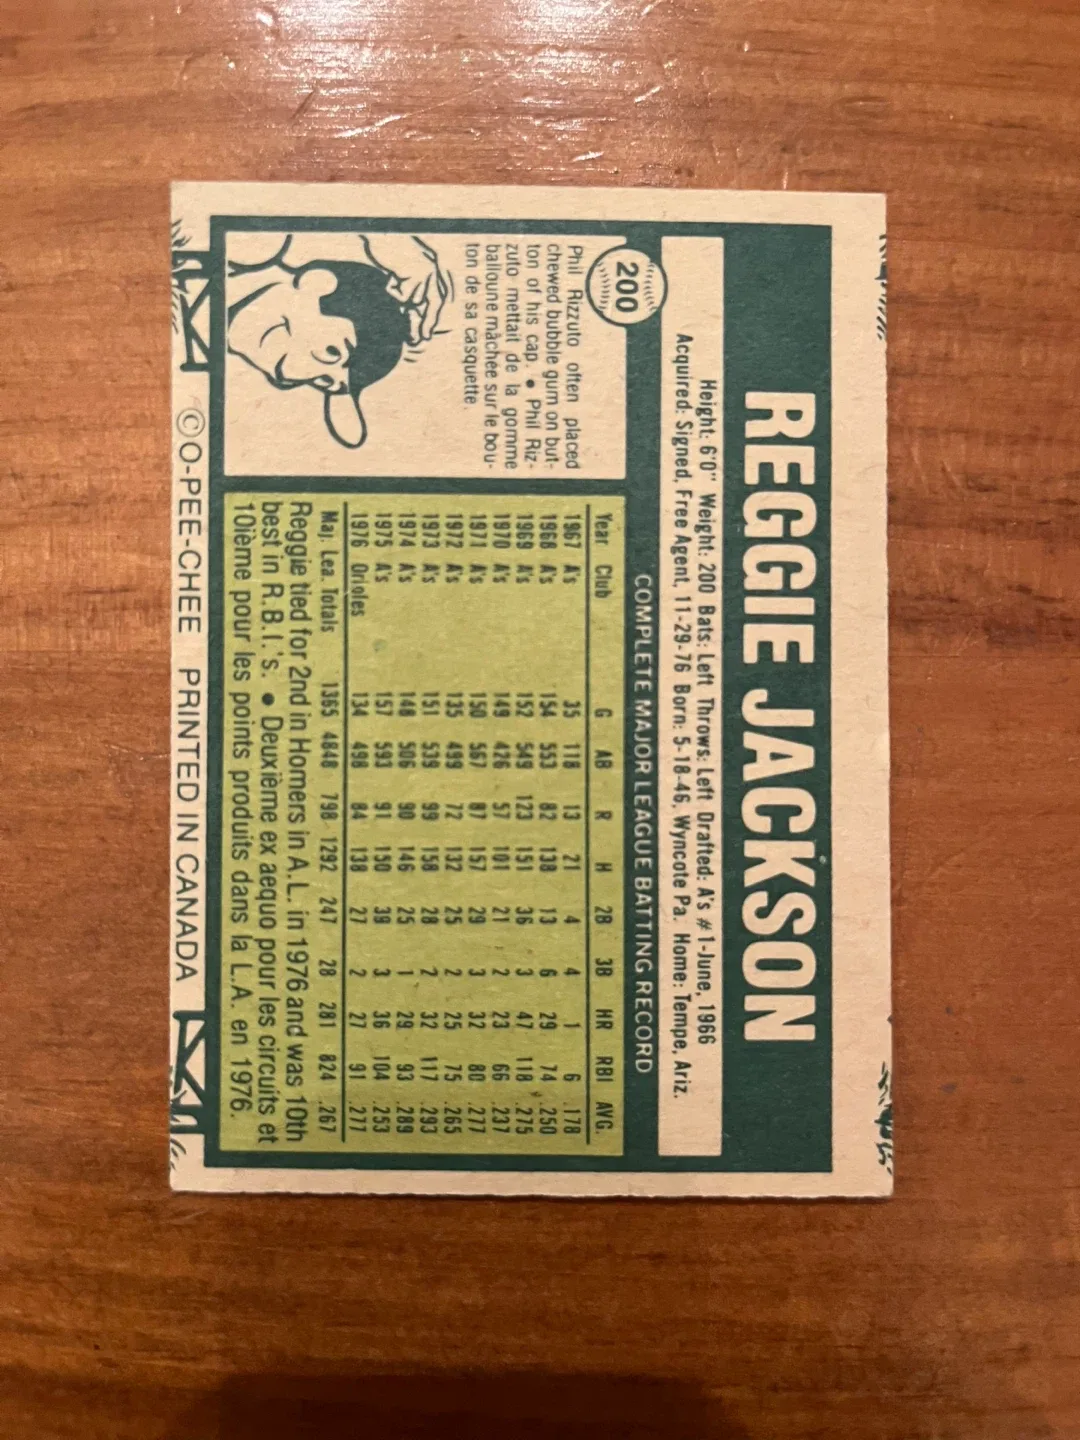 REGGIE JACKSON
Height: 6'0" Weight: 200 Bats: Left Throws: Left Drafted: A's #1-June, 1966
Acquired: Signed, Free Agent, 11-29-76 Born: 5-18-46, Wyncote Pa. Home: Tempe, Ariz.
200
Phil Rizzuto often placed
chewed bubble gum on but-
ton of his cap. ● Phil Riz-
zuto mettait de la gomme
balloune mâchée sur le bou-
ton de sa casquette.
COMPLETE MAJOR LEAGUE BATTING RECORD
Year Club G AB R H 2B 3B HR RBI AVG.
1967 A's 35 118 13 21 4 4 1 6 .178
1968 A's 154 553 82 138 13 6 29 74 .250
1969 A's 152 549 123 151 36 3 47 118 .275
1970 A's 149 426 57 101 21 2 23 66 .237
1971 A's 150 567 87 157 29 3 32 80 .277
1972 A's 135 499 72 132 25 2 25 75 .265
1973 A's 151 539 99 158 28 2 32 117 .293
1974 A's 148 506 90 146 25 1 29 93 .289
1975 A's 157 593 91 150 39 3 36 104 .253
1976 Orioles 134 498 84 138 27 2 27 91 .277
Maj. Lea. Totals 1365 4848 798 1292 247 28 281 824 .267
Reggie tied for 2nd in Homers in A.L. in 1976 and was 10th
best in R.B.I.'s. ● Deuxième ex aequo pour les circuits et
10ième pour les points produits dans la L.A. en 1976.
©O-PEE-CHEE PRINTED IN CANADA